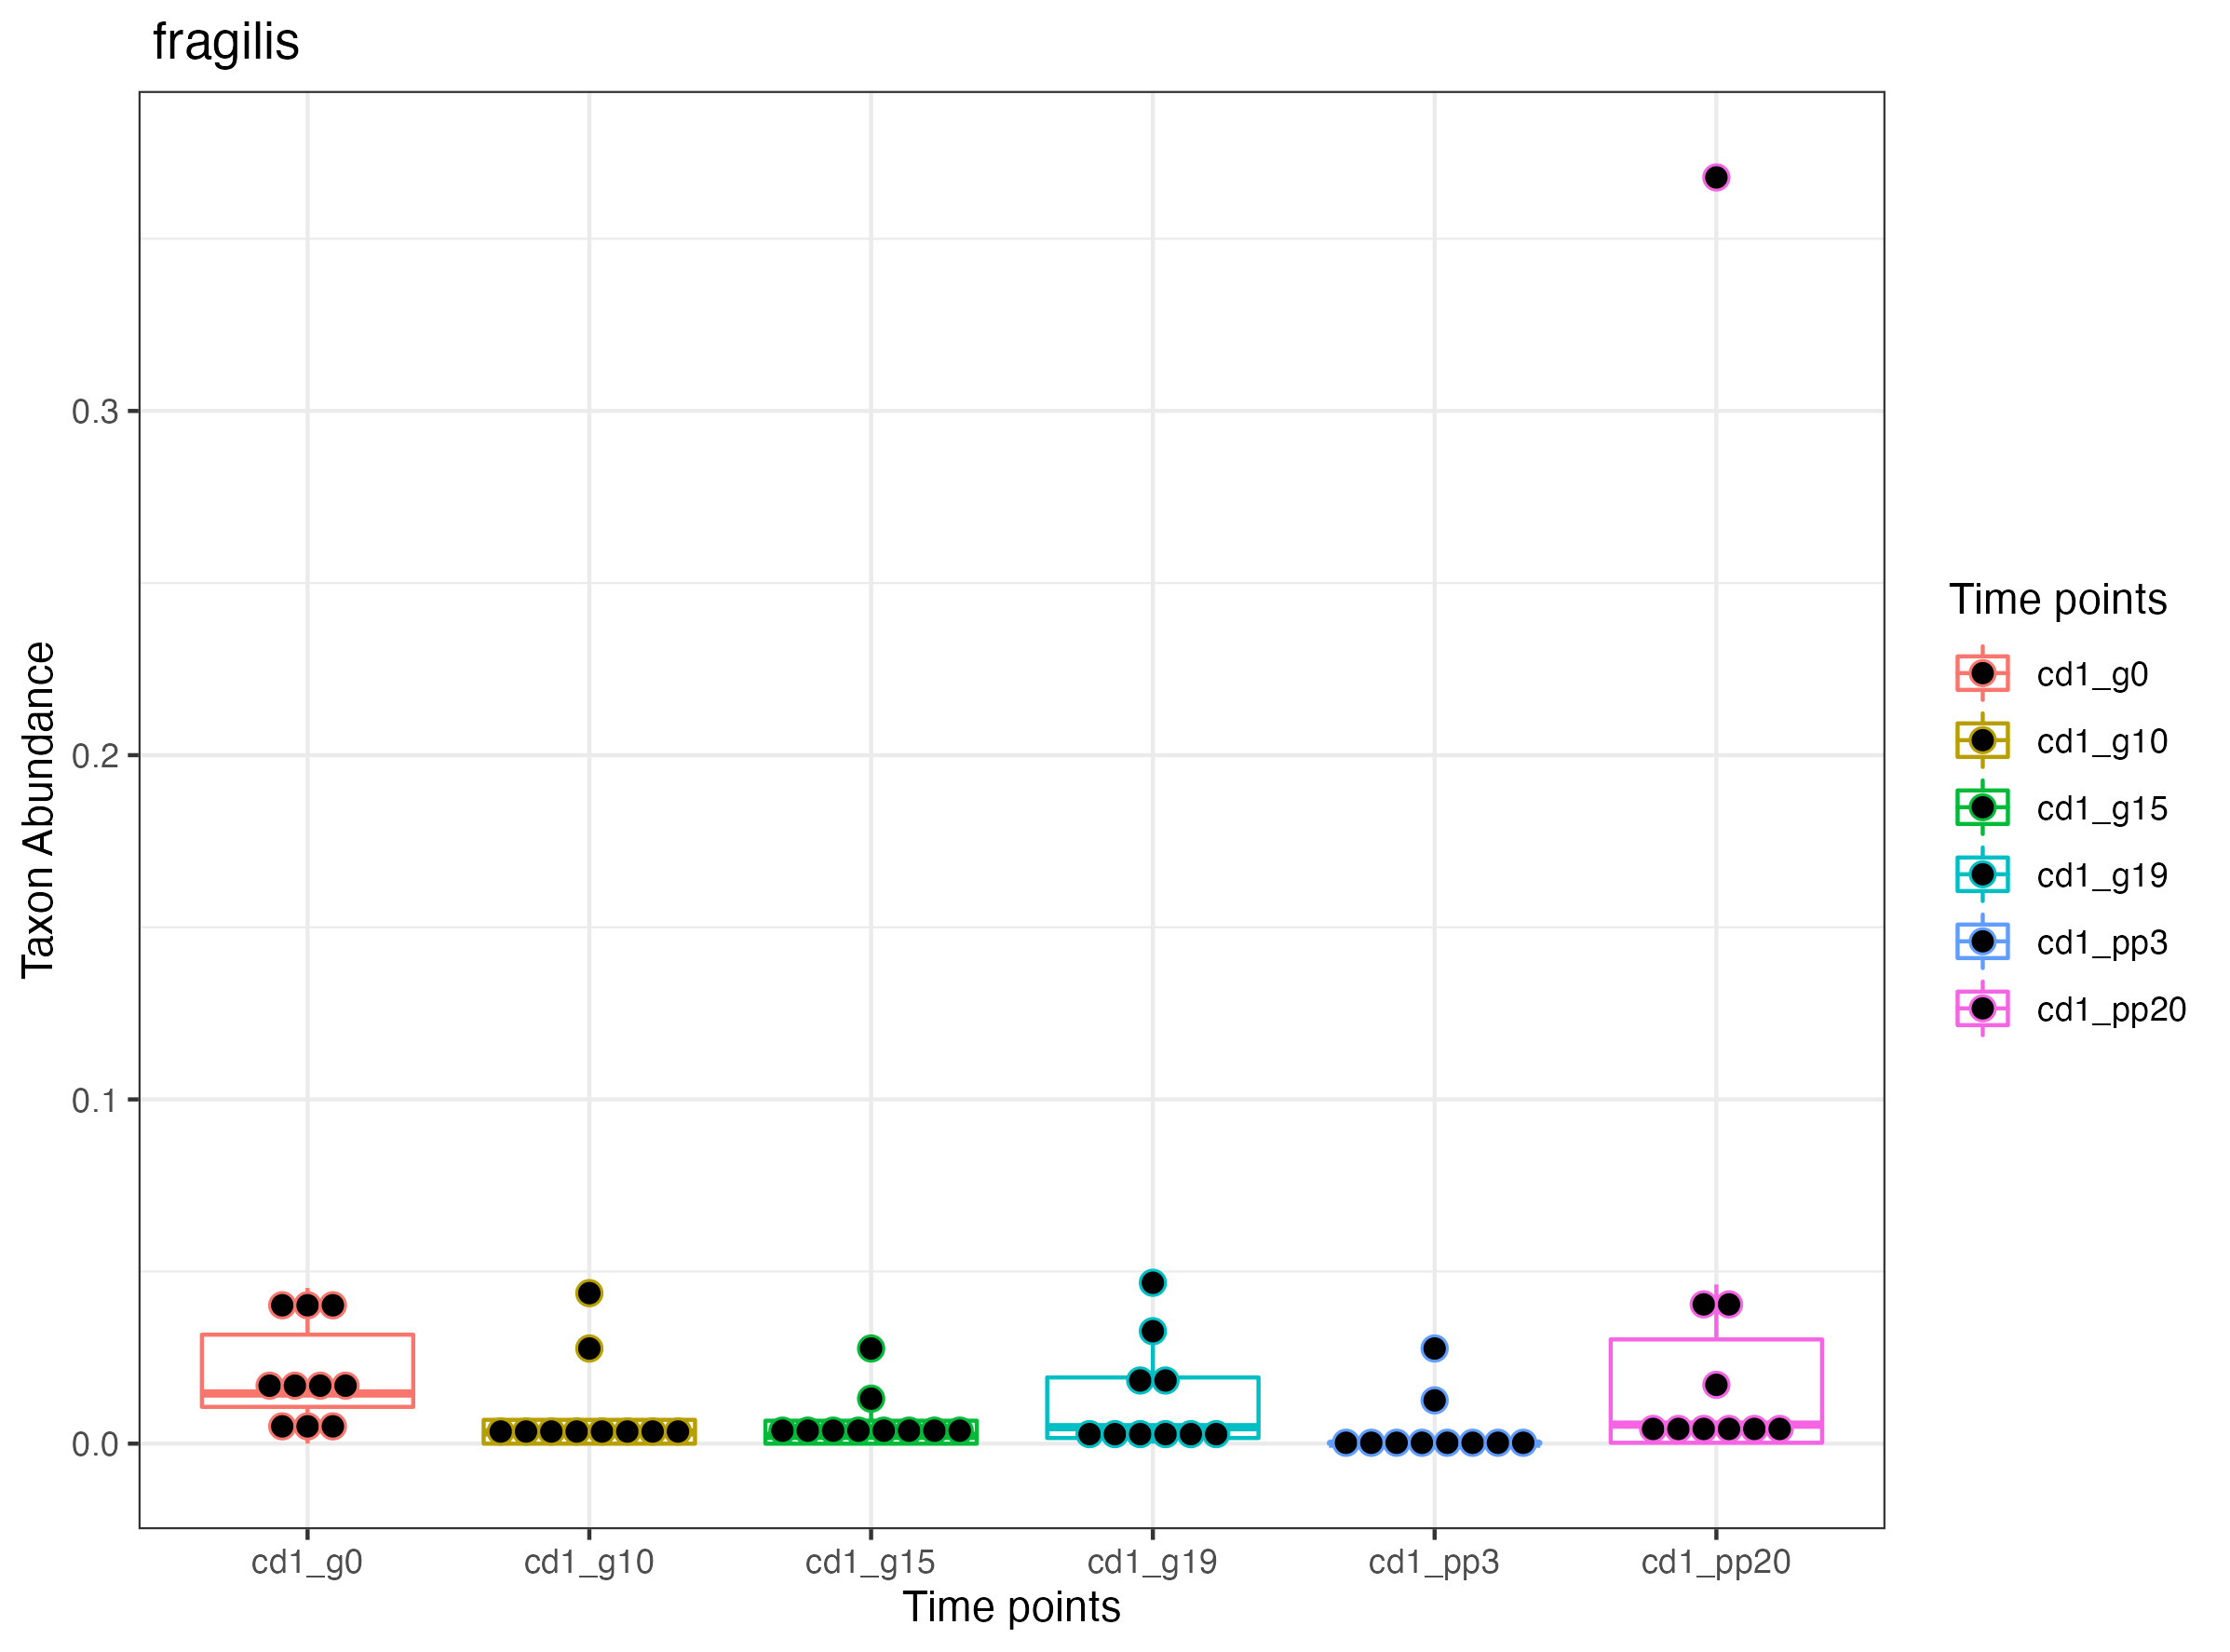 fragilis
Taxon Abundance
0.3
0.2
0.1
0.0
cd1_g0 cd1_g10 cd1_g15 cd1_g19 cd1_pp3 cd1_pp20
Time points
Time points
cd1_g0
cd1_g10
cd1_g15
cd1_g19
cd1_pp3
cd1_pp20